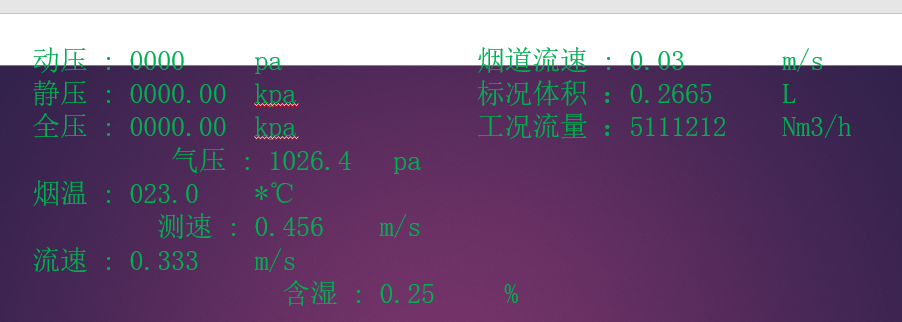 动压 : 0000 pa 烟道流速 : 0.03 m/s
静压 : 0000.00 kpa 标况体积 : 0.2665 L
全压 : 0000.00 kpa 工况流量 : 5111212 Nm3/h
气压 : 1026.4 pa
烟温 : 023.0 *℃
测速 : 0.456 m/s
流速 : 0.333 m/s
含湿 : 0.25 %